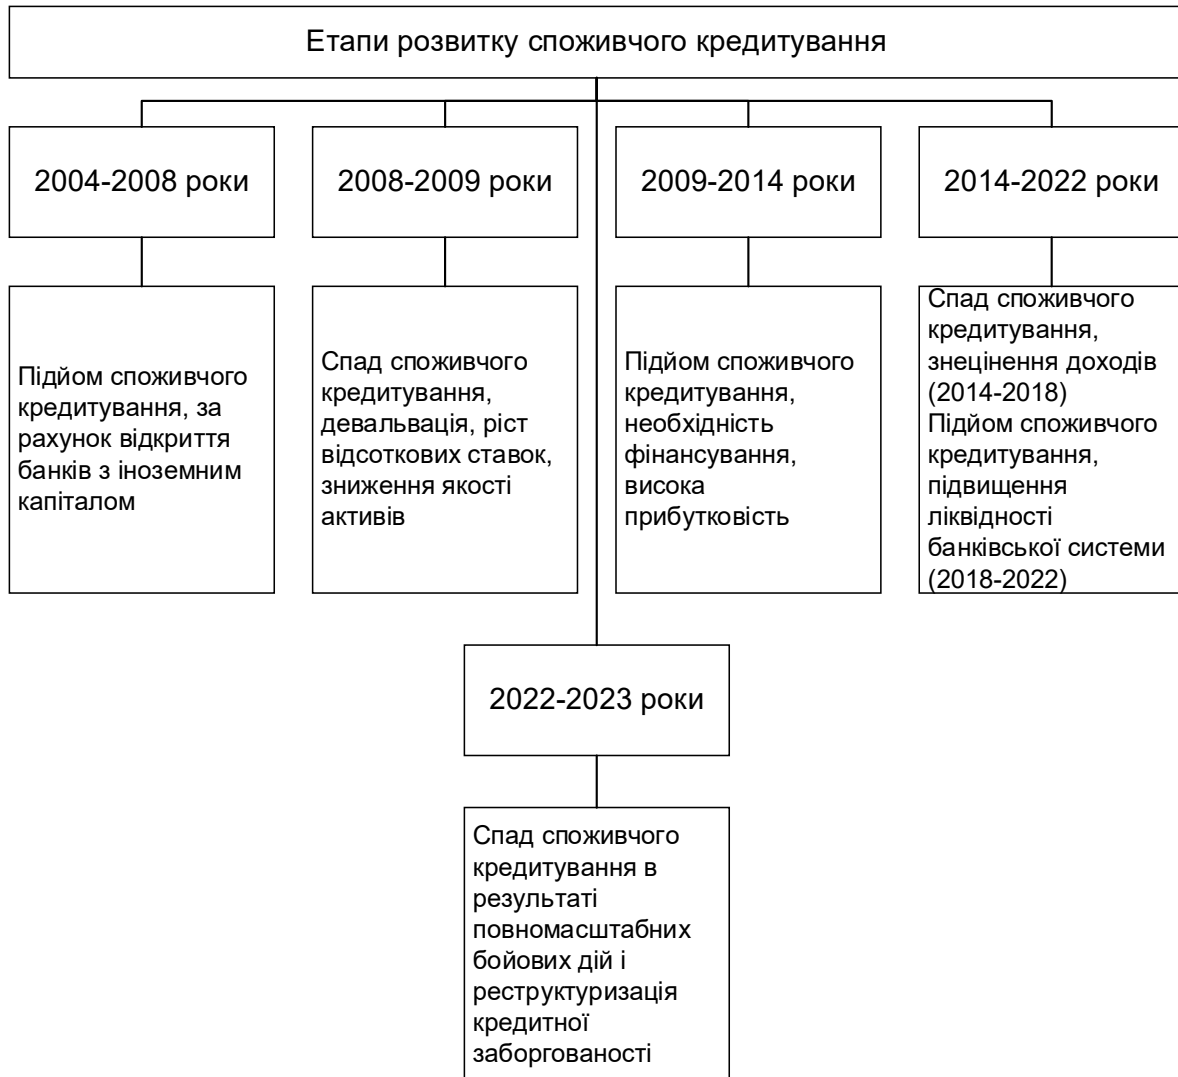 Етапи розвитку споживчого кредитування
2004-2008 роки
2008-2009 роки
2009-2014 роки
2014-2022 роки
Підйом споживчого
кредитування, за
рахунок відкриття
банків з іноземним
капіталом
Спад споживчого
кредитування,
девальвація, ріст
відсоткових ставок,
зниження якості
активів
Підйом споживчого
кредитування,
необхідність
фінансування,
висока
прибутковість
Спад споживчого
кредитування,
знецінення доходів
(2014-2018)
Підйом споживчого
кредитування,
підвищення
ліквідності
банківської системи
(2018-2022)
2022-2023 роки
Спад споживчого
кредитування в
результаті
повномасштабних
бойових дій і
реструктуризація
кредитної
заборгованості